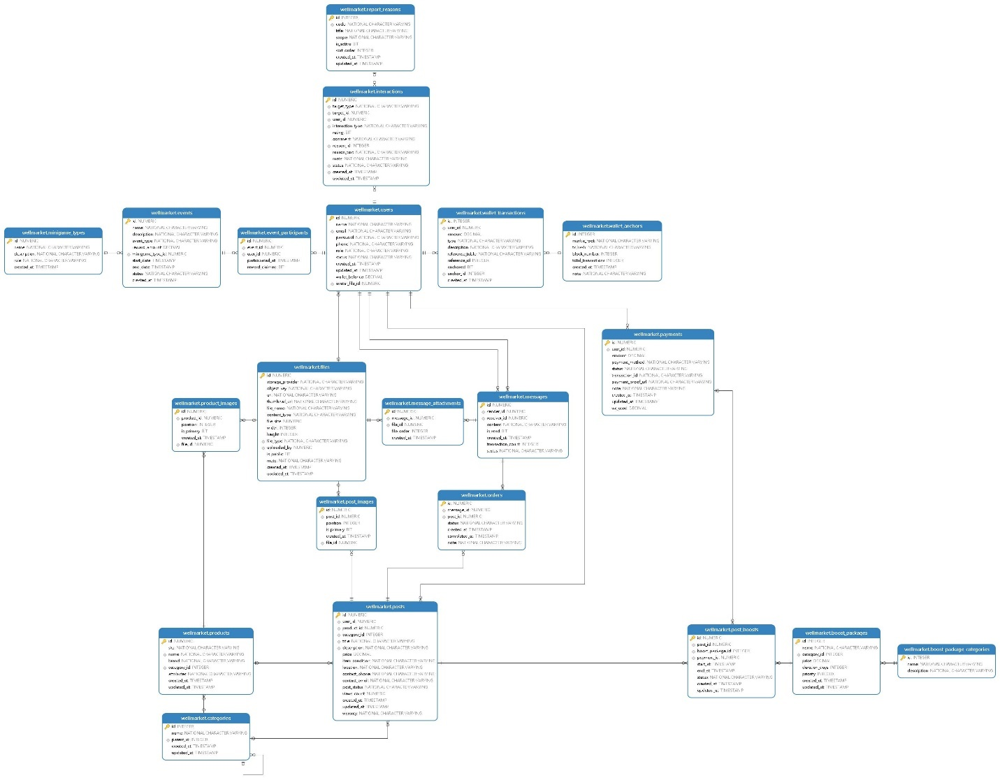 wellmarket.report_reasons
id: INTEGER
code: NATIONAL CHARACTER VARYING
title: NATIONAL CHARACTER VARYING
scope: NATIONAL CHARACTER VARYING
is_active: BIT
sort_order: INTEGER
created_at: TIMESTAMP
updated_at: TIMESTAMP
wellmarket.interactions
id: NUMERIC
target_type: NATIONAL CHARACTER VARYING
target_id: NUMERIC
user_id: NUMERIC
interaction_type: NATIONAL CHARACTER VARYING
rating: BIT
comment: NATIONAL CHARACTER VARYING
reason_id: INTEGER
reason_text: NATIONAL CHARACTER VARYING
meta: NATIONAL CHARACTER VARYING
status: NATIONAL CHARACTER VARYING
created_at: TIMESTAMP
updated_at: TIMESTAMP
wellmarket.minigame_types
id: NUMERIC
name: NATIONAL CHARACTER VARYING
description: NATIONAL CHARACTER VARYING
rule: NATIONAL CHARACTER VARYING
created_at: TIMESTAMP
wellmarket.events
id: NUMERIC
name: NATIONAL CHARACTER VARYING
description: NATIONAL CHARACTER VARYING
event_type: NATIONAL CHARACTER VARYING
reward_amount: DECIMAL
minigame_type_id: NUMERIC
start_date: TIMESTAMP
end_date: TIMESTAMP
status: NATIONAL CHARACTER VARYING
created_at: TIMESTAMP
wellmarket.event_participants
id: NUMERIC
event_id: NUMERIC
user_id: NUMERIC
participated_at: TIMESTAMP
reward_claimed: BIT
wellmarket.users
id: NUMERIC
name: NATIONAL CHARACTER VARYING
email: NATIONAL CHARACTER VARYING
password: NATIONAL CHARACTER VARYING
phone: NATIONAL CHARACTER VARYING
role: NATIONAL CHARACTER VARYING
status: NATIONAL CHARACTER VARYING
created_at: TIMESTAMP
updated_at: TIMESTAMP
wallet_balance: DECIMAL
avatar_file_id: NUMERIC
wellmarket.wallet_transactions
id: INTEGER
user_id: NUMERIC
amount: DECIMAL
type: NATIONAL CHARACTER VARYING
description: NATIONAL CHARACTER VARYING
reference_table: NATIONAL CHARACTER VARYING
reference_id: INTEGER
anchored: BIT
anchor_id: INTEGER
created_at: TIMESTAMP
wellmarket.wallet_anchors
id: INTEGER
merkle_root: NATIONAL CHARACTER VARYING
tx_hash: NATIONAL CHARACTER VARYING
block_number: INTEGER
total_transactions: INTEGER
created_at: TIMESTAMP
note: NATIONAL CHARACTER VARYING
wellmarket.payments
id: NUMERIC
user_id: NUMERIC
amount: DECIMAL
payment_method: NATIONAL CHARACTER VARYING
status: NATIONAL CHARACTER VARYING
transaction_id: NATIONAL CHARACTER VARYING
payment_proof_url: NATIONAL CHARACTER VARYING
note: NATIONAL CHARACTER VARYING
created_at: TIMESTAMP
updated_at: TIMESTAMP
wc_used: DECIMAL
wellmarket.files
id: NUMERIC
storage_provider: NATIONAL CHARACTER VARYING
object_key: NATIONAL CHARACTER VARYING
url: NATIONAL CHARACTER VARYING
thumbnail_url: NATIONAL CHARACTER VARYING
file_name: NATIONAL CHARACTER VARYING
content_type: NATIONAL CHARACTER VARYING
file_size: NUMERIC
width: INTEGER
height: INTEGER
file_type: NATIONAL CHARACTER VARYING
uploaded_by: NUMERIC
is_public: BIT
meta: NATIONAL CHARACTER VARYING
created_at: TIMESTAMP
updated_at: TIMESTAMP
wellmarket.product_images
id: NUMERIC
product_id: NUMERIC
position: INTEGER
is_primary: BIT
created_at: TIMESTAMP
file_id: NUMERIC
wellmarket.message_attachments
id: NUMERIC
message_id: NUMERIC
file_id: NUMERIC
file_order: INTEGER
created_at: TIMESTAMP
wellmarket.messages
id: NUMERIC
sender_id: NUMERIC
receiver_id: NUMERIC
content: NATIONAL CHARACTER VARYING
is_read: BIT
created_at: TIMESTAMP
transaction_count: INTEGER
status: NATIONAL CHARACTER VARYING
wellmarket.post_images
id: NUMERIC
post_id: NUMERIC
position: INTEGER
is_primary: BIT
created_at: TIMESTAMP
file_id: NUMERIC
wellmarket.orders
id: NUMERIC
message_id: NUMERIC
post_id: NUMERIC
status: NATIONAL CHARACTER VARYING
created_at: TIMESTAMP
completed_at: TIMESTAMP
note: NATIONAL CHARACTER VARYING
wellmarket.posts
id: NUMERIC
user_id: NUMERIC
product_id: NUMERIC
category_id: INTEGER
title: NATIONAL CHARACTER VARYING
description: NATIONAL CHARACTER VARYING
price: DECIMAL
item_condition: NATIONAL CHARACTER VARYING
location: NATIONAL CHARACTER VARYING
contact_phone: NATIONAL CHARACTER VARYING
contact_email: NATIONAL CHARACTER VARYING
post_status: NATIONAL CHARACTER VARYING
views_count: NUMERIC
created_at: TIMESTAMP
updated_at: TIMESTAMP
warranty: NATIONAL CHARACTER VARYING
wellmarket.products
id: NUMERIC
sku: NATIONAL CHARACTER VARYING
name: NATIONAL CHARACTER VARYING
brand: NATIONAL CHARACTER VARYING
category_id: INTEGER
attributes: NATIONAL CHARACTER VARYING
created_at: TIMESTAMP
updated_at: TIMESTAMP
wellmarket.post_boosts
id: NUMERIC
post_id: NUMERIC
boost_package_id: INTEGER
payment_id: NUMERIC
start_at: TIMESTAMP
end_at: TIMESTAMP
status: NATIONAL CHARACTER VARYING
created_at: TIMESTAMP
updated_at: TIMESTAMP
wellmarket.boost_packages
id: INTEGER
name: NATIONAL CHARACTER VARYING
category_id: INTEGER
price: DECIMAL
duration_days: INTEGER
priority: INTEGER
created_at: TIMESTAMP
updated_at: TIMESTAMP
wellmarket.boost_package_categories
id: INTEGER
name: NATIONAL CHARACTER VARYING
description: NATIONAL CHARACTER VARYING
wellmarket.categories
id: INTEGER
name: NATIONAL CHARACTER VARYING
parent_id: INTEGER
created_at: TIMESTAMP
updated_at: TIMESTAMP